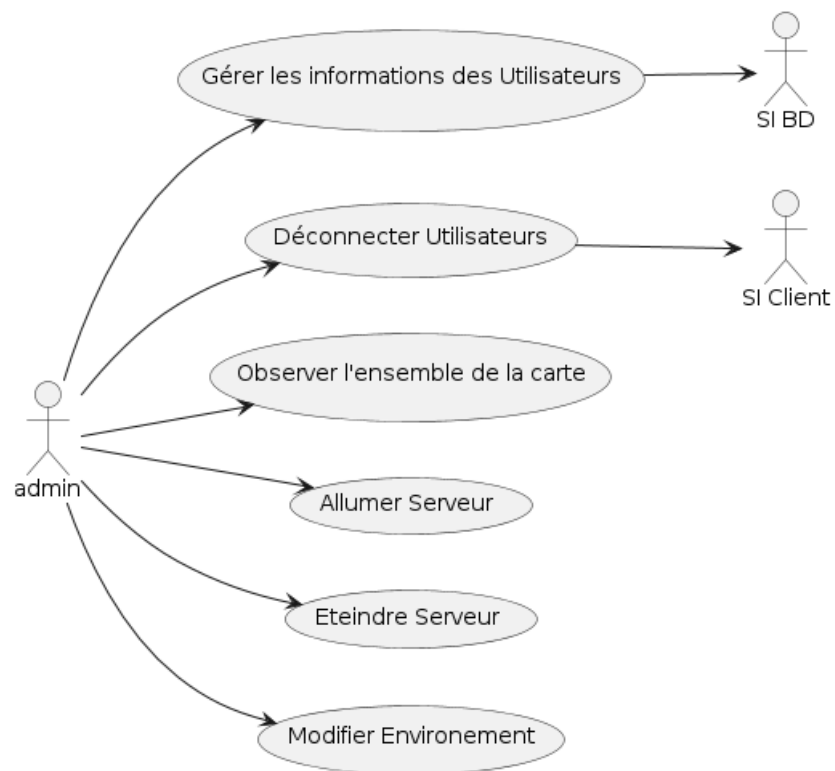 Gérer les informations des Utilisateurs
SI BD
Déconnecter Utilisateurs
SI Client
Observer l'ensemble de la carte
admin
Allumer Serveur
Eteindre Serveur
Modifier Environement